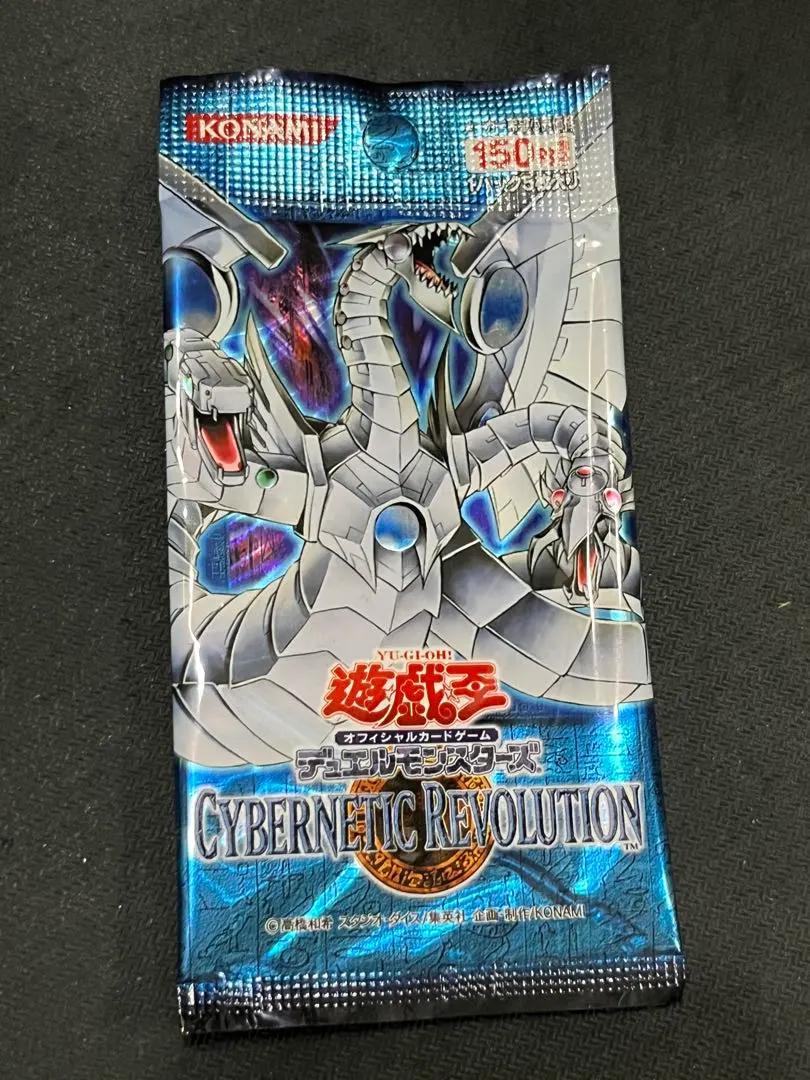 KONAMI
150円
1パック5枚入り
YU-GI-OH!
遊戯王
オフィシャルカードゲーム
デュエルモンスターズ
CYBERNETIC REVOLUTION
TM
©高橋和希 スタジオ・ダイス/集英社 企画・制作/KONAMI